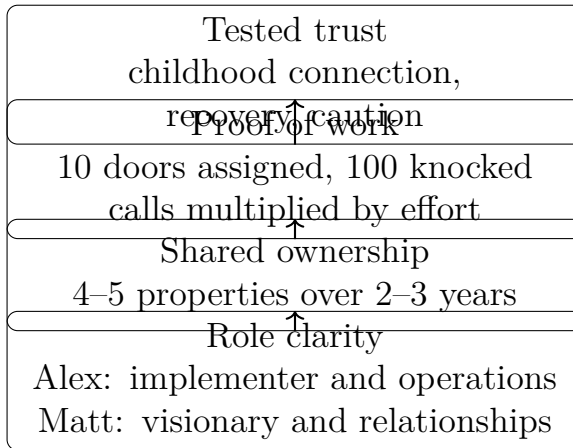 Tested trust
childhood connection,
recovery caution
Proof of work
10 doors assigned, 100 knocked
calls multiplied by effort
Shared ownership
4–5 properties over 2–3 years
Role clarity
Alex: implementer and operations
Matt: visionary and relationships